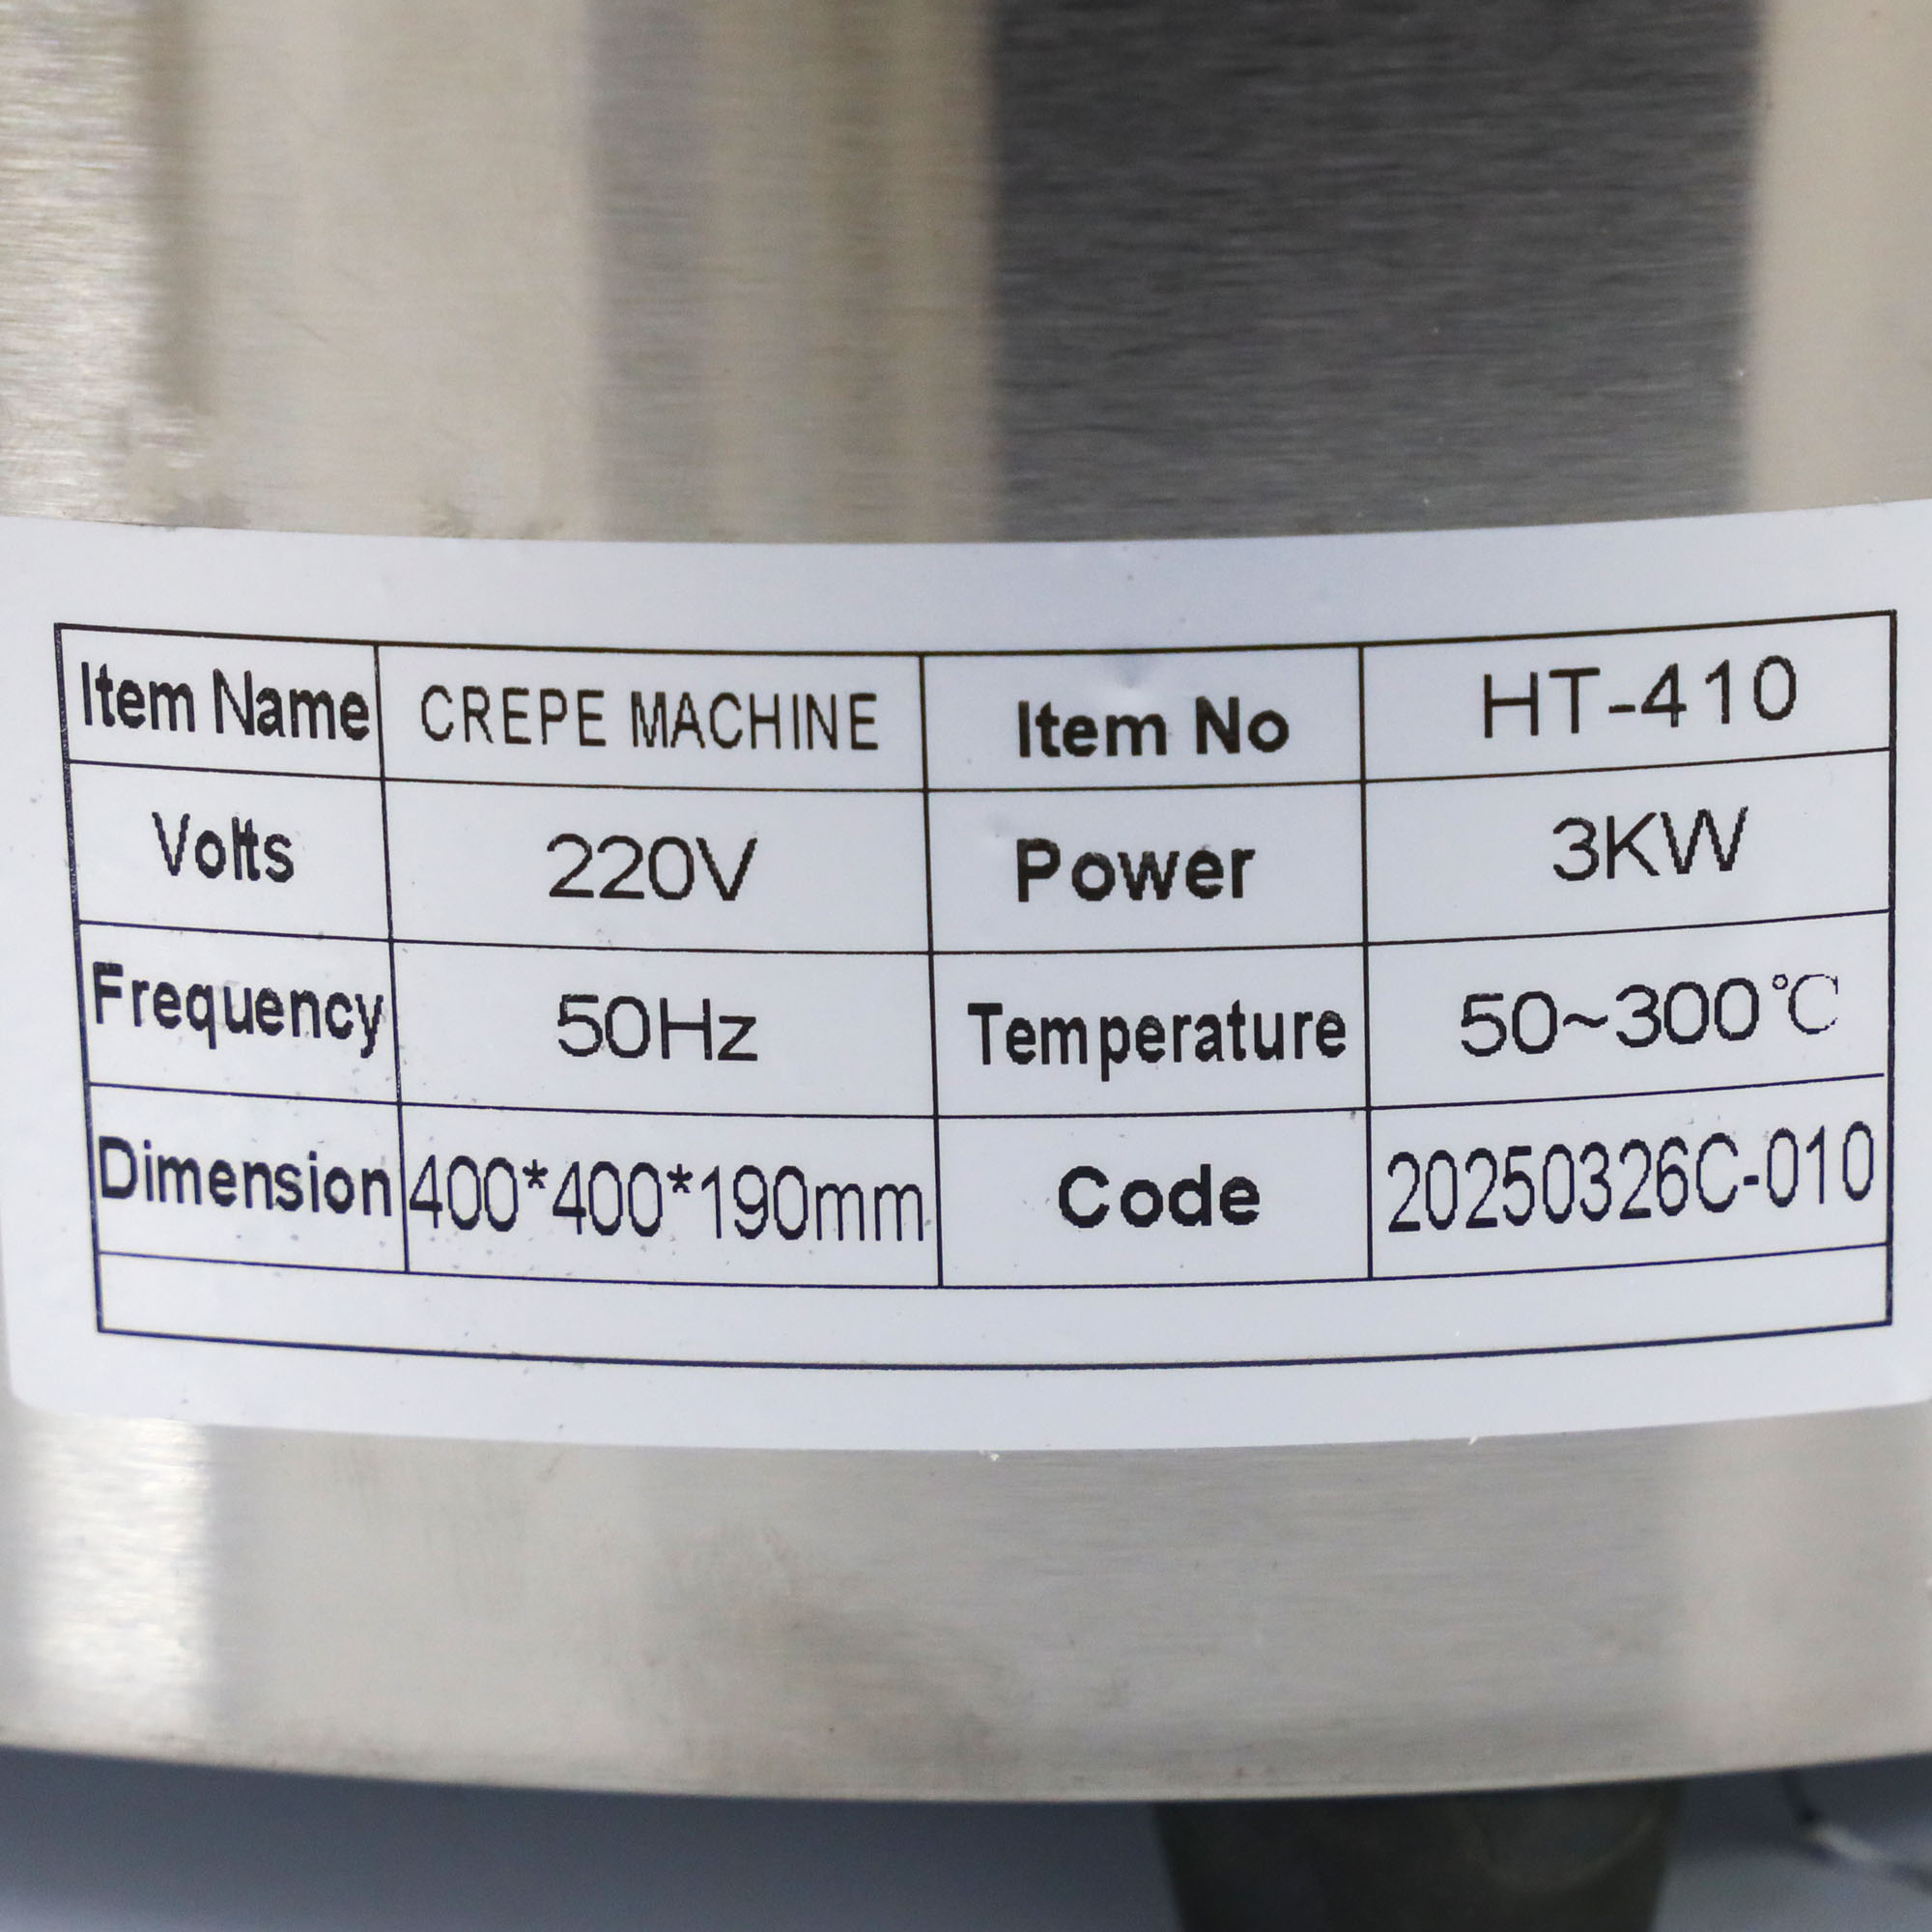 Item Name CREPE MACHINE Item No HT-410
Volts 220V Power 3KW
Frequency 50Hz Temperature 50~300℃
Dimension 400*400*190mm Code 20250326C-010